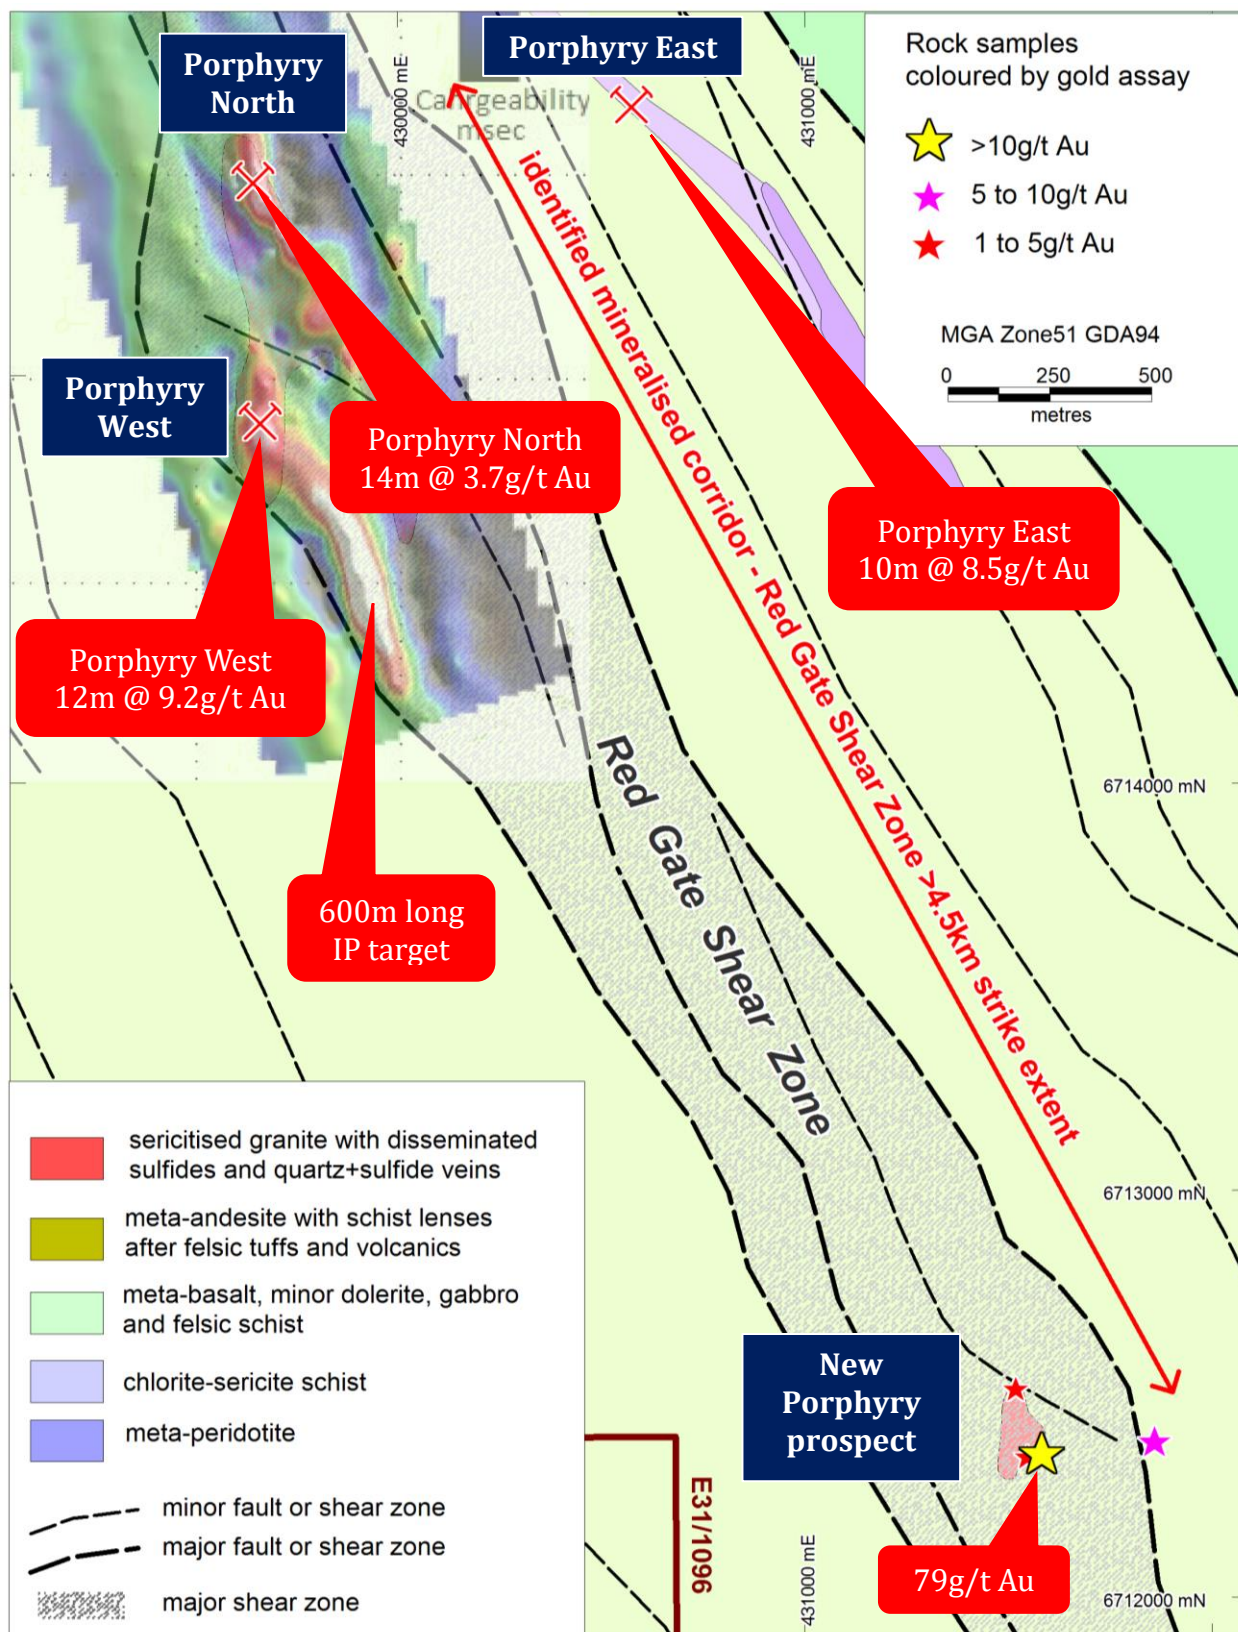 Porphyry
North
Porphyry East
430000 mE
431000 mE
Cahrgeability
msec
Rock samples
coloured by gold assay
>10g/t Au
5 to 10g/t Au
1 to 5g/t Au
MGA Zone51 GDA94
0 250 500
metres
Porphyry
West
Porphyry North
14m @ 3.7g/t Au
Porphyry East
10m @ 8.5g/t Au
identified mineralised corridor - Red Gate Shear Zone >4.5km strike extent
Porphyry West
12m @ 9.2g/t Au
Red Gate Shear Zone
6714000 mN
600m long
IP target
sericitised granite with disseminated
sulfides and quartz+sulfide veins
meta-andesite with schist lenses
after felsic tuffs and volcanics
meta-basalt, minor dolerite, gabbro
and felsic schist
chlorite-sericite schist
meta-peridotite
minor fault or shear zone
major fault or shear zone
major shear zone
6713000 mN
New
Porphyry
prospect
E31/1096
431000 mE
79g/t Au
6712000 mN